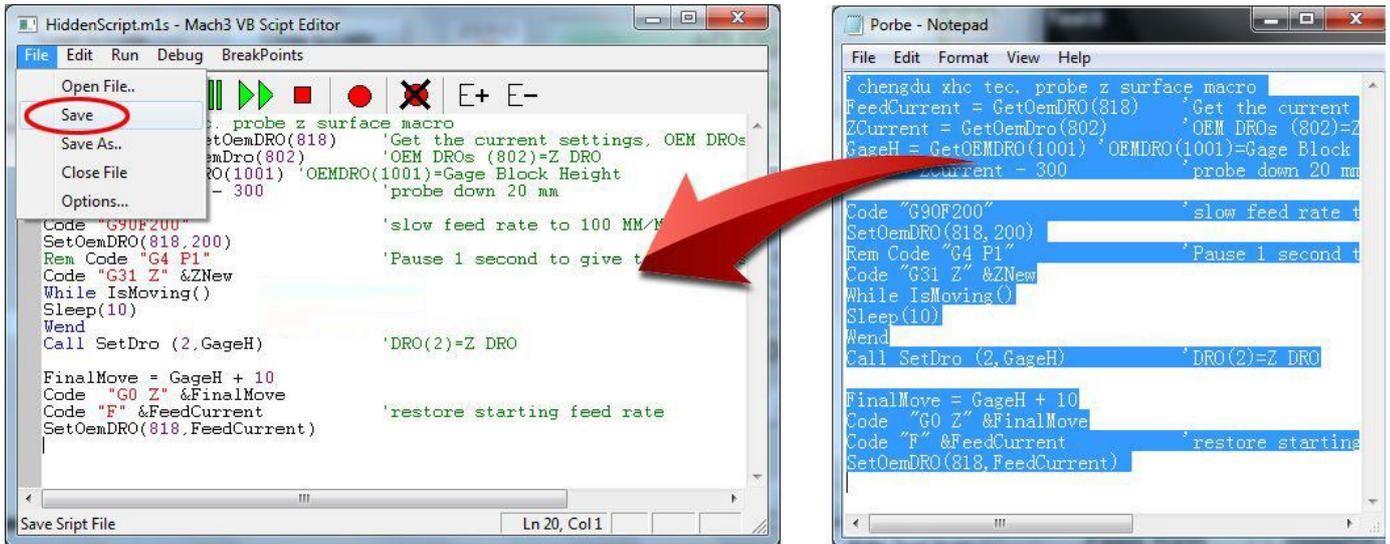 HiddenScript.m1s - Mach3 VB Scipt Editor
File Edit Run Debug BreakPoints
Open File..
Save
Save As..
Close File
Options...
E+ E-
. probe z surface macro
etOemDRO(818) 'Get the current settings, OEM DROs
emDro(802) 'OEM DROs (802)=Z DRO
RO(1001) 'OEMDRO(1001)=Gage Block Height
- 300 'probe down 20 mm
Code "G90F200" 'slow feed rate to 100 MM/M
SetOemDRO(818,200)
Rem Code "G4 P1" 'Pause 1 second to give t
Code "G31 Z" &ZNew
While IsMoving()
Sleep(10)
Wend
Call SetDro (2,GageH) 'DRO(2)=Z DRO
FinalMove = GageH + 10
Code "G0 Z" &FinalMove
Code "F" &FeedCurrent 'restore starting feed rate
SetOemDRO(818,FeedCurrent)
Save Sript File
Ln 20, Col 1
Porbe - Notepad
File Edit Format View Help
'chengdu xhc tec. probe z surface macro
FeedCurrent = GetOemDRO(818) 'Get the current
ZCurrent = GetOemDro(802) 'OEM DROs (802)=Z
GageH = GetOEMDRO(1001) 'OEMDRO(1001)=Gage Block
ZCurrent - 300 'probe down 20 mm
Code "G90F200" 'slow feed rate t
SetOemDRO(818,200)
Rem Code "G4 P1" 'Pause 1 second t
Code "G31 Z" &ZNew
While IsMoving()
Sleep(10)
Wend
Call SetDro (2,GageH) 'DRO(2)=Z DRO
FinalMove = GageH + 10
Code "G0 Z" &FinalMove
Code "F" &FeedCurrent 'restore starting
SetOemDRO(818,FeedCurrent)